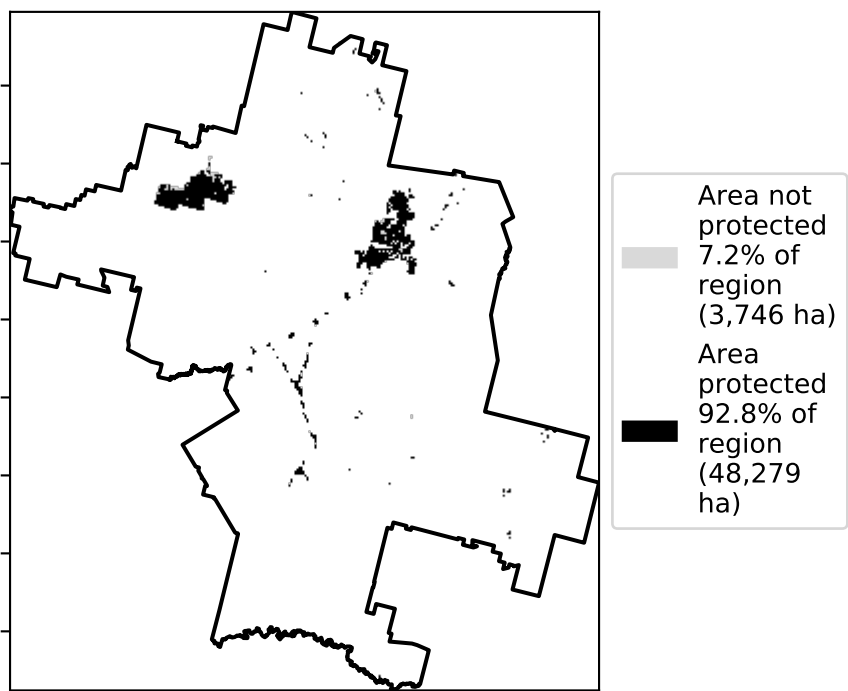 Area not
protected
7.2% of
region
(3,746 ha)
Area
protected
92.8% of
region
(48,279
ha)